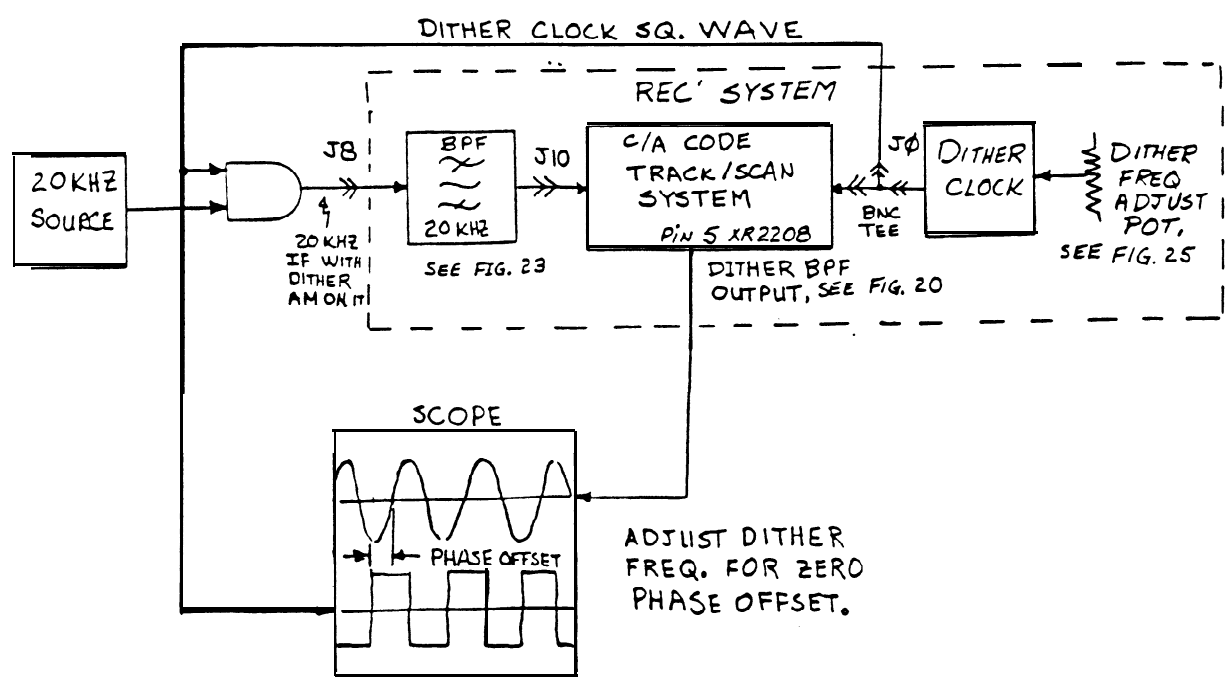 DITHER CLOCK SQ. WAVE
REC' SYSTEM
20KHZ
SOURCE
J8
20 KHZ
IF WITH
DITHER
AM ON IT
BPF
20 KHZ
SEE FIG. 23
J10
C/A CODE
TRACK/SCAN
SYSTEM
PIN 5 XR2208
DITHER BPF
OUTPUT, SEE FIG. 20
JØ
BNC
TEE
DITHER
CLOCK
DITHER
FREQ
ADJUST
POT.
SEE FIG. 25
SCOPE
PHASE OFFSET
ADJUST DITHER
FREQ. FOR ZERO
PHASE OFFSET.